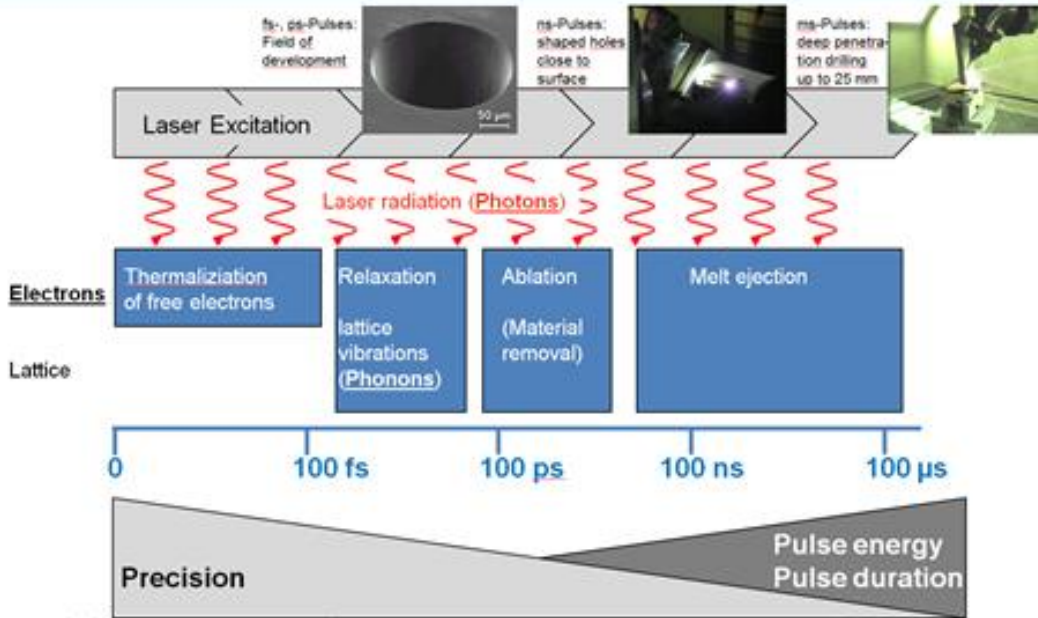 fs-, ps-Pulses:
Field of
development
ns-Pulses:
shaped holes
close to
surface
ms-Pulses:
deep penetra-
tion drilling
up to 25 mm
50 µm
Laser Excitation
Laser radiation (Photons)
Electrons
Lattice
Thermaliziation
of free electrons
Relaxation
lattice
vibrations
(Phonons)
Ablation
(Material
removal)
Melt ejection
0
100 fs
100 ps
100 ns
100 µs
Precision
Pulse energy
Pulse duration